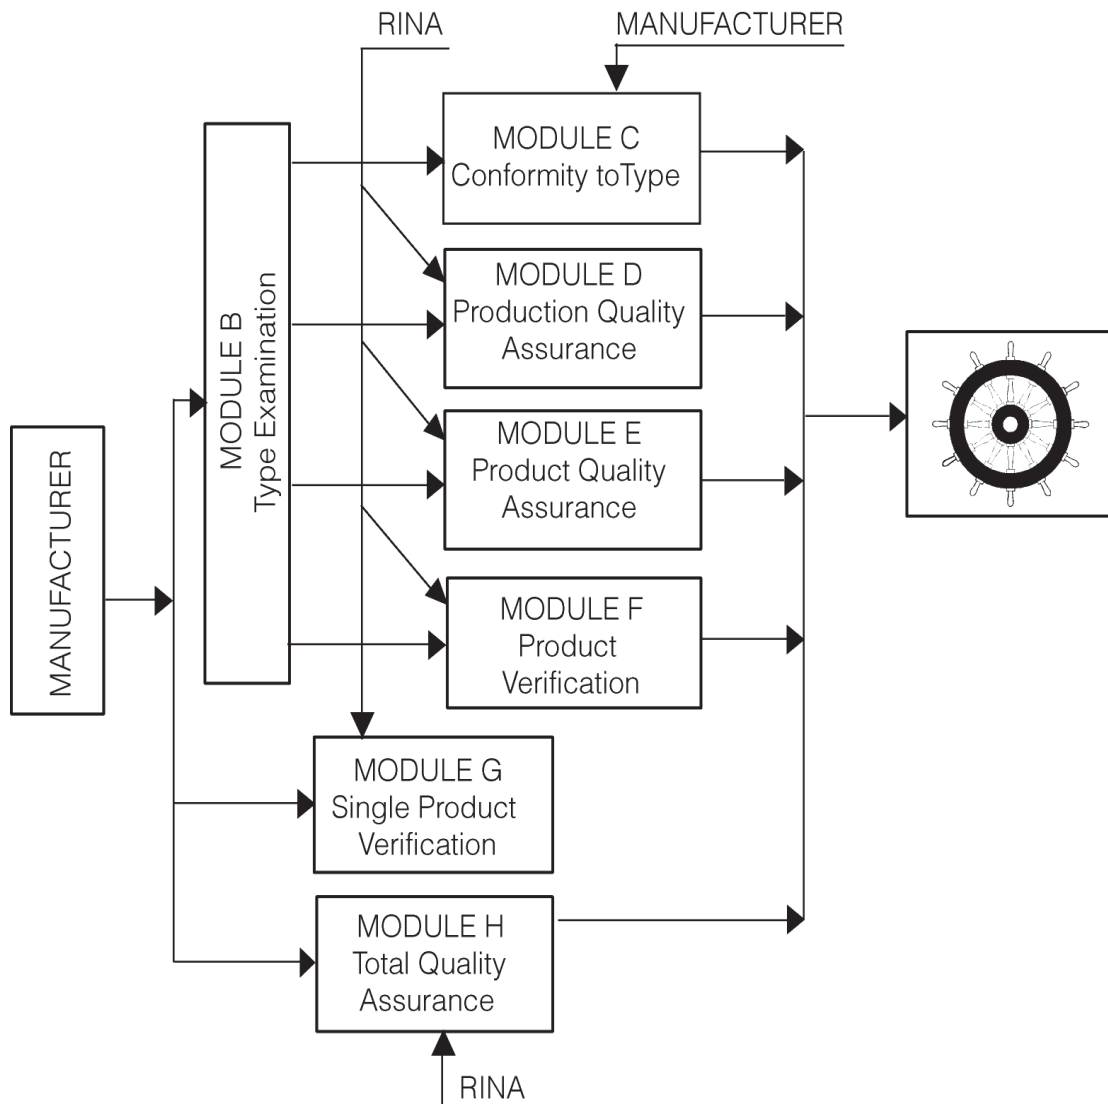 RINA
MANUFACTURER
MODULE C
Conformity toType
MODULE D
Production Quality
Assurance
MODULE B
Type Examination
MODULE E
Product Quality
Assurance
MANUFACTURER
MODULE F
Product
Verification
MODULE G
Single Product
Verification
MODULE H
Total Quality
Assurance
RINA